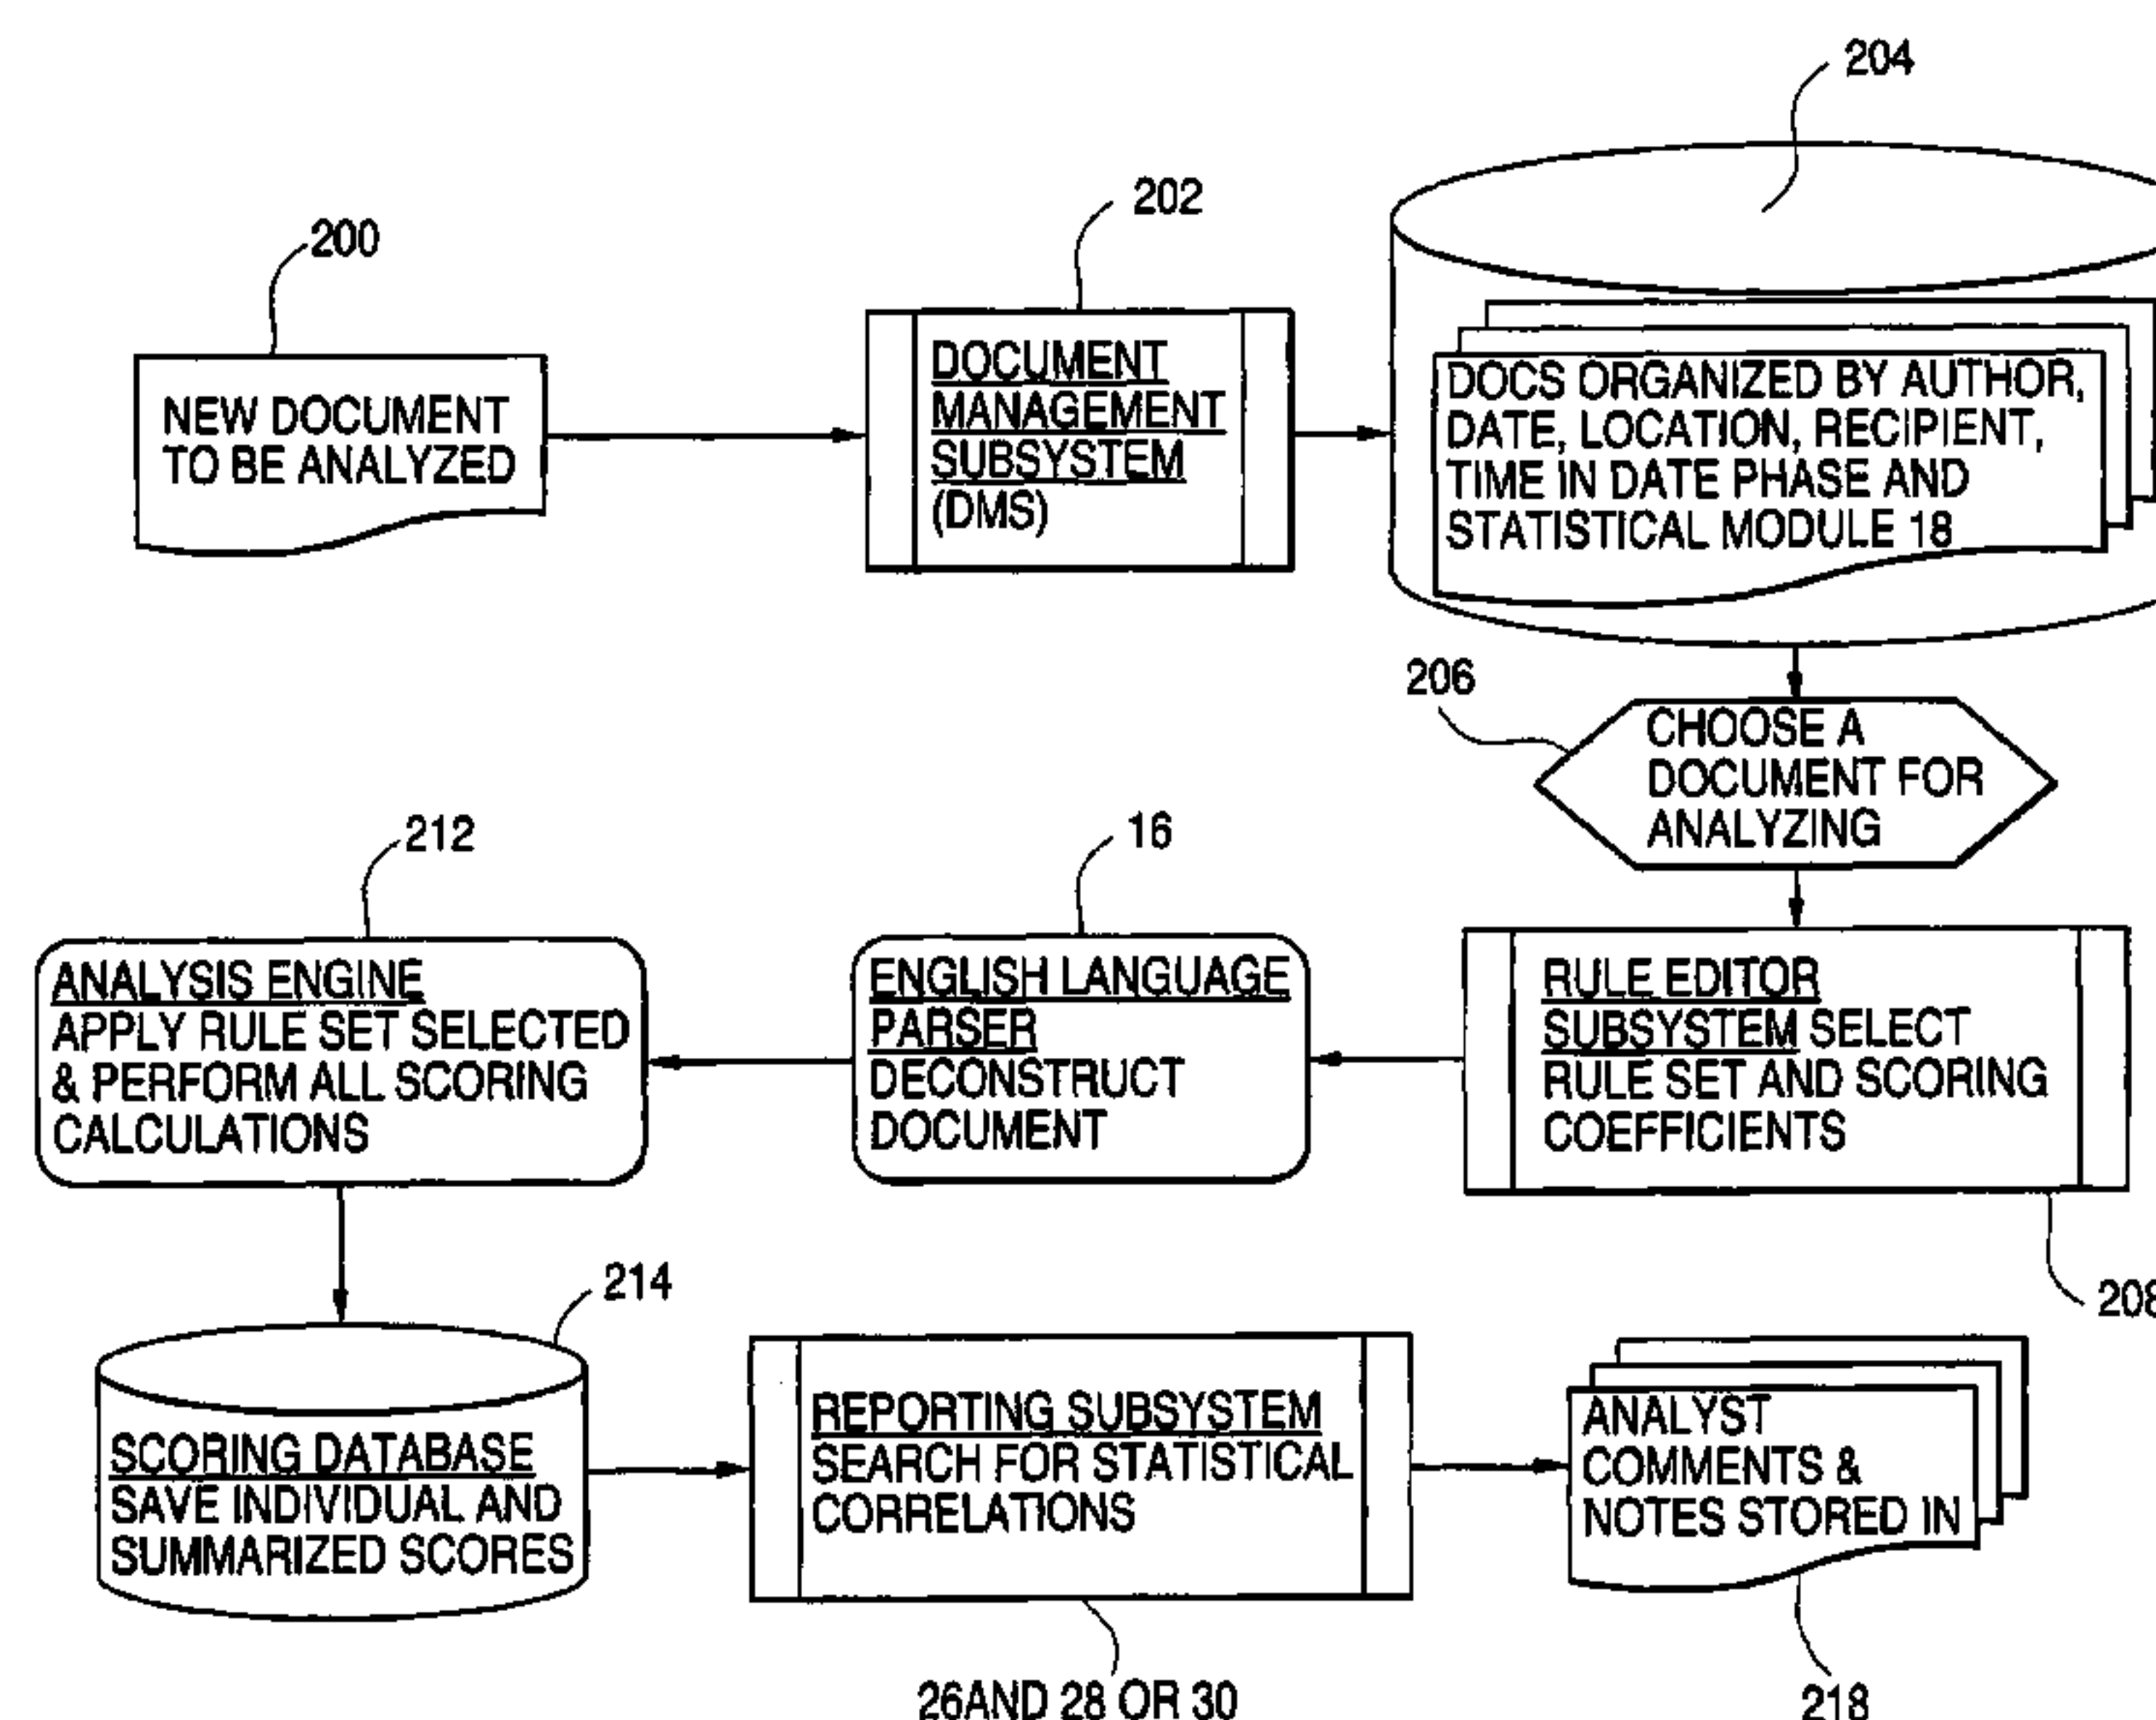 204
202
200
NEW DOCUMENT
TO BE ANALYZED
DOCUMENT
MANAGEMENT
SUBSYSTEM
(DMS)
DOCS ORGANIZED BY AUTHOR,
DATE, LOCATION, RECIPIENT,
TIME IN DATE PHASE AND
STATISTICAL MODULE 18
206
CHOOSE A
DOCUMENT FOR
ANALYZING
212
16
ANALYSIS ENGINE
APPLY RULE SET SELECTED
& PERFORM ALL SCORING
CALCULATIONS
ENGLISH LANGUAGE
PARSER
DECONSTRUCT
DOCUMENT
RULE EDITOR
SUBSYSTEM SELECT
RULE SET AND SCORING
COEFFICIENTS
208
214
SCORING DATABASE
SAVE INDIVIDUAL AND
SUMMARIZED SCORES
REPORTING SUBSYSTEM
SEARCH FOR STATISTICAL
CORRELATIONS
ANALYST
COMMENTS &
NOTES STORED IN
26AND 28 OR 30
218